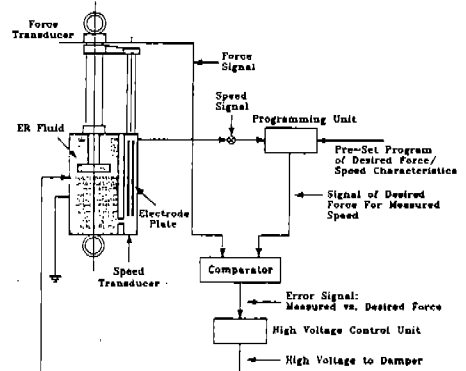 Force
Transducer
Force
Signal
Speed
Signal
Programming Unit
ER Fluid
Pre-Set Program
of Desired Force/
Speed Characteristics
Signal of Desired
Force For Measured
Speed
Electrode
Plate
Speed
Transducer
Comparator
Error Signal:
Measured vs. Desired Force
High Voltage Control Unit
High Voltage to Damper